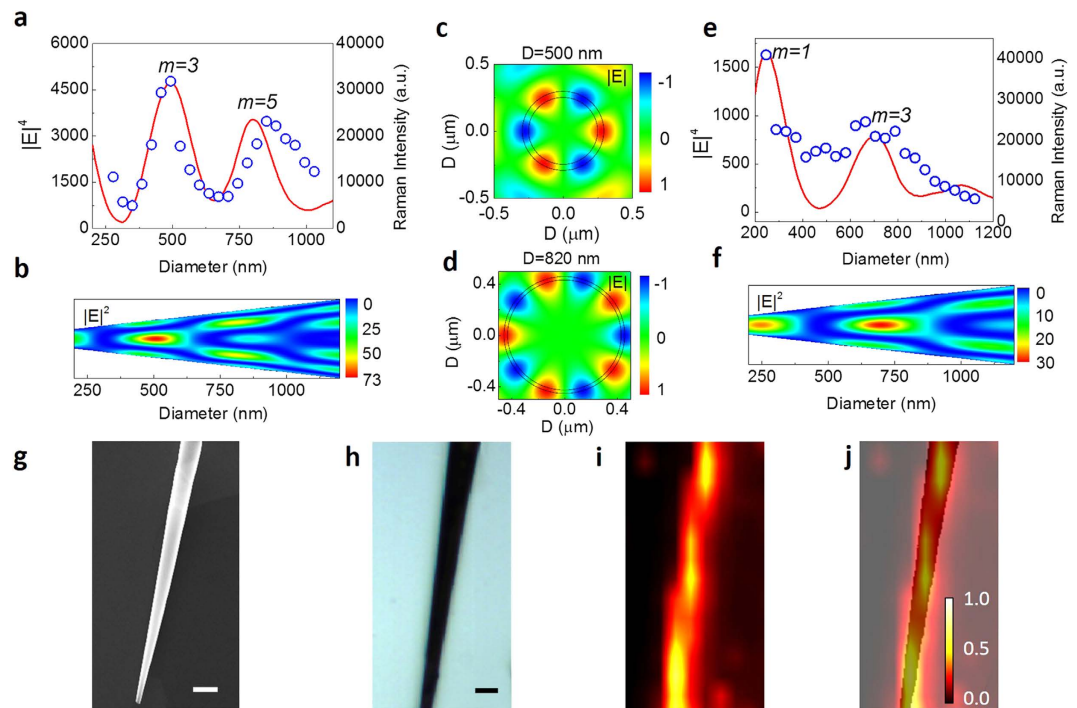 a
6000
4500
3000
1500
0
|E|⁴
m=3
m=5
40000
30000
20000
10000
0
Raman Intensity (a.u.)
200 500 750 1000
Diameter (nm)
b
|E|²
0
25
50
73
200 500 750 1000
Diameter (nm)
c
D=500 nm
|E|
0.5
0.0
-0.5
D (μm)
-0.5 0.0 0.5
D (μm)
-1
0
1
d
D=820 nm
|E|
0.4
0.0
-0.4
D (μm)
-0.4 0.0 0.4
D (μm)
-1
0
1
e
1500
1250
1000
750
500
250
0
|E|⁴
m=1
m=3
40000
30000
20000
10000
0
Raman Intensity (a.u.)
200 400 600 800 1000 1200
Diameter (nm)
f
|E|²
0
10
20
30
200 500 750 1000
Diameter (nm)
g
h
i
j
1.0
0.5
0.0